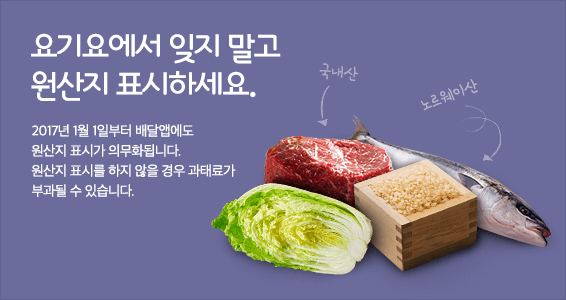 요기요에서 잊지 말고
원산지 표시하세요.
국내산
노르웨이산
2017년 1월 1일부터 배달앱에도
원산지 표시가 의무화됩니다.
원산지 표시를 하지 않을 경우 과태료가
부과될 수 있습니다.